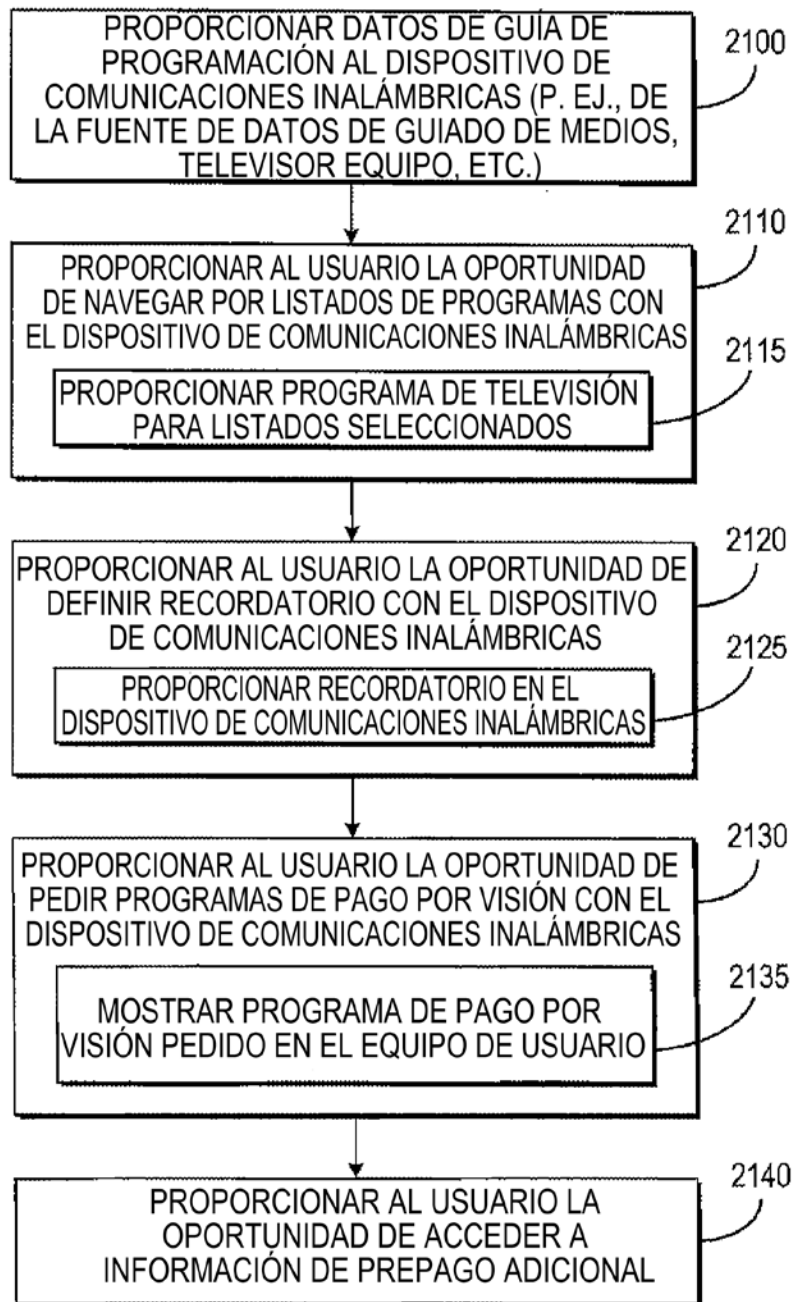 PROPORCIONAR DATOS DE GUÍA DE
PROGRAMACIÓN AL DISPOSITIVO DE
COMUNICACIONES INALÁMBRICAS (P. EJ., DE
LA FUENTE DE DATOS DE GUIADO DE MEDIOS,
TELEVISOR EQUIPO, ETC.)
2100
PROPORCIONAR AL USUARIO LA OPORTUNIDAD
DE NAVEGAR POR LISTADOS DE PROGRAMAS CON
EL DISPOSITIVO DE COMUNICACIONES INALÁMBRICAS
2110
PROPORCIONAR PROGRAMA DE TELEVISIÓN
PARA LISTADOS SELECCIONADOS
2115
PROPORCIONAR AL USUARIO LA OPORTUNIDAD DE
DEFINIR RECORDATORIO CON EL DISPOSITIVO
DE COMUNICACIONES INALÁMBRICAS
2120
PROPORCIONAR RECORDATORIO EN EL
DISPOSITIVO DE COMUNICACIONES INALÁMBRICAS
2125
PROPORCIONAR AL USUARIO LA OPORTUNIDAD DE
PEDIR PROGRAMAS DE PAGO POR VISIÓN CON EL
DISPOSITIVO DE COMUNICACIONES INALÁMBRICAS
2130
MOSTRAR PROGRAMA DE PAGO POR
VISIÓN PEDIDO EN EL EQUIPO DE USUARIO
2135
PROPORCIONAR AL USUARIO LA
OPORTUNIDAD DE ACCEDER A
INFORMACIÓN DE PREPAGO ADICIONAL
2140